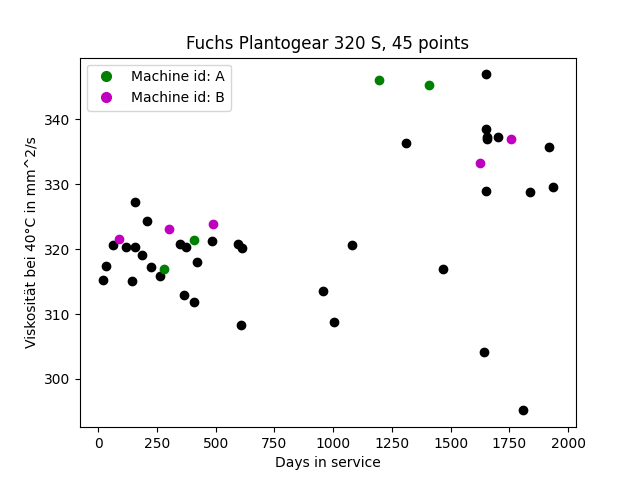 Fuchs Plantogear 320 S, 45 points
Machine id: A
Machine id: B
Viskosität bei 40°C in mm^2/s
340
330
320
310
300
0 250 500 750 1000 1250 1500 1750 2000
Days in service